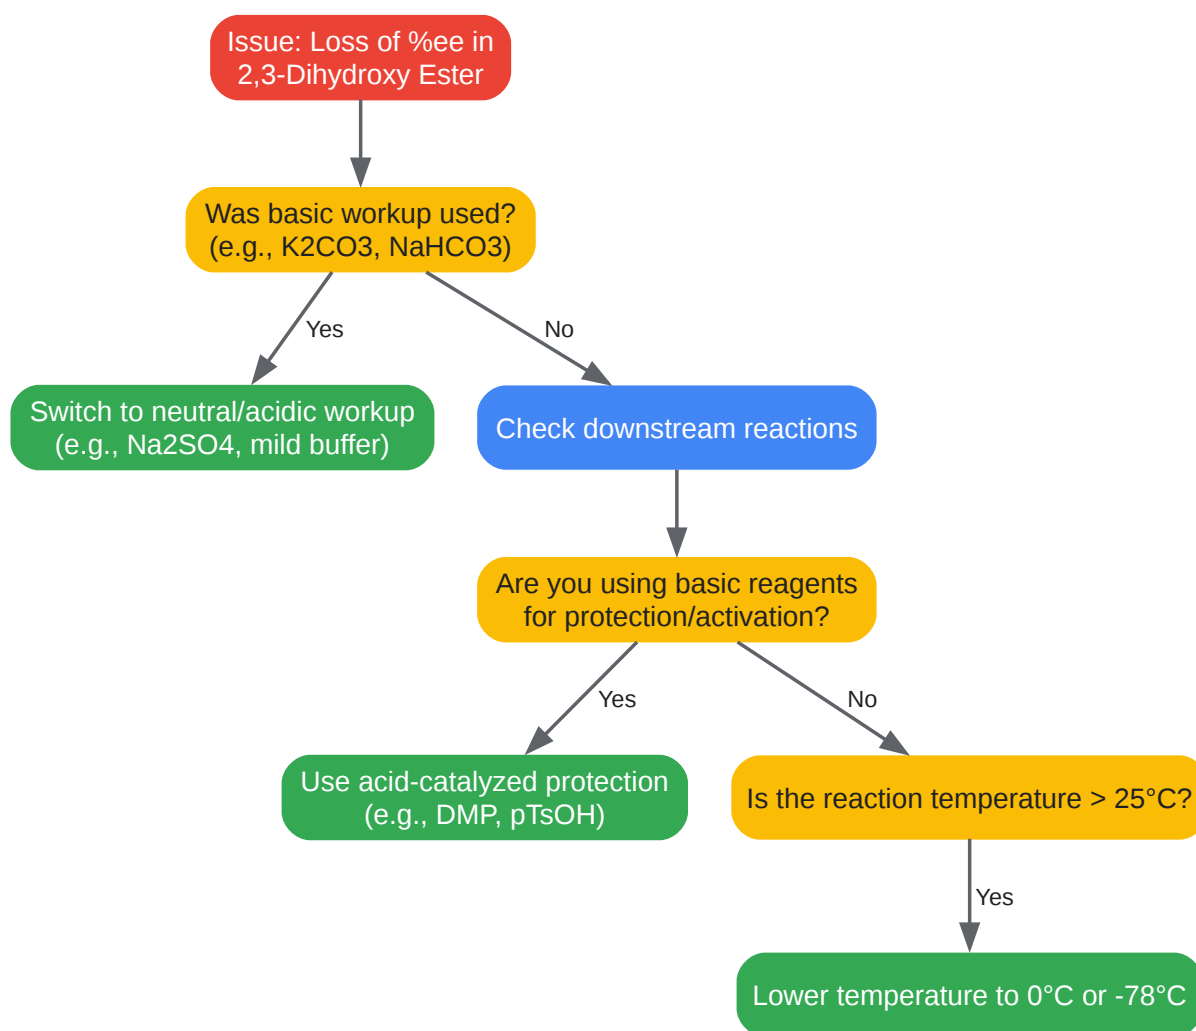 Issue: Loss of %ee in
2,3-Dihydroxy Ester
Was basic workup used?
(e.g., K2CO3, NaHCO3)
Yes
No
Switch to neutral/acidic workup
(e.g., Na2SO4, mild buffer)
Check downstream reactions
Are you using basic reagents
for protection/activation?
Yes
No
Use acid-catalyzed protection
(e.g., DMP, pTsOH)
Is the reaction temperature > 25°C?
Yes
Lower temperature to 0°C or -78°C